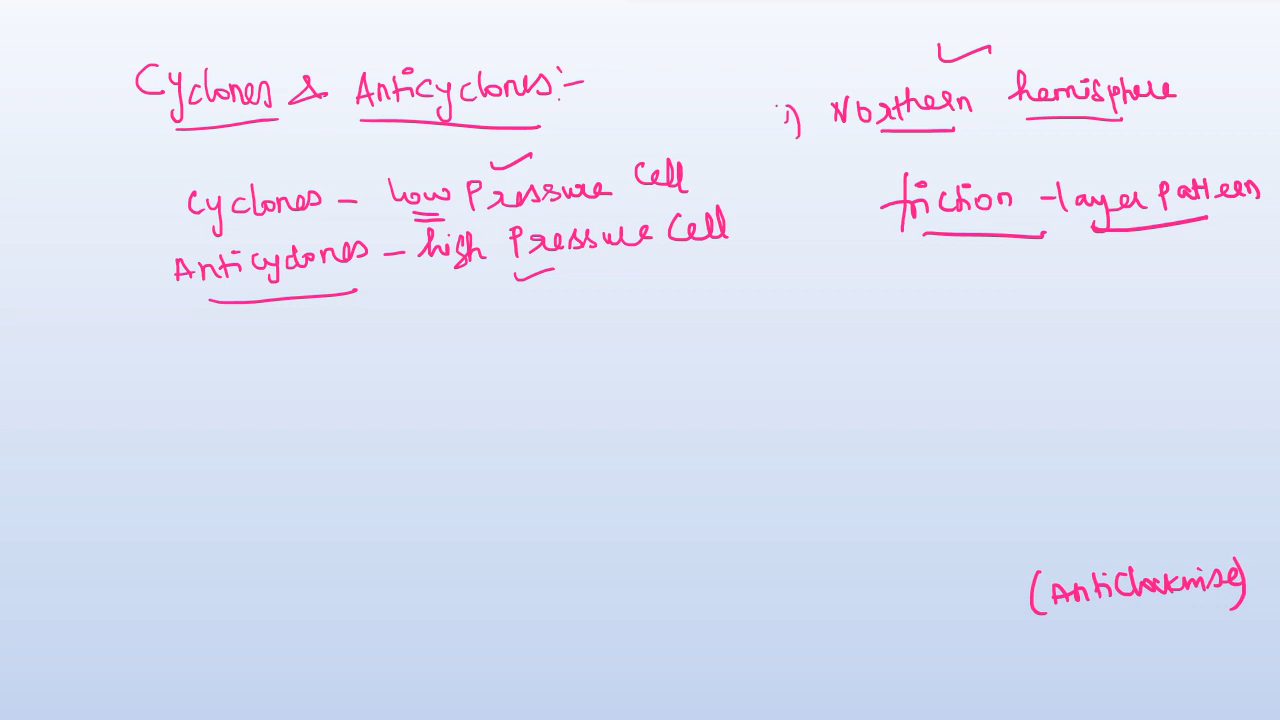 Cyclones & Anticyclones:-
Cyclones - low Pressure Cell
Anticyclones - high Pressure Cell
i) Northern hemisphere
friction - layer pattern
(Anticlockwise)